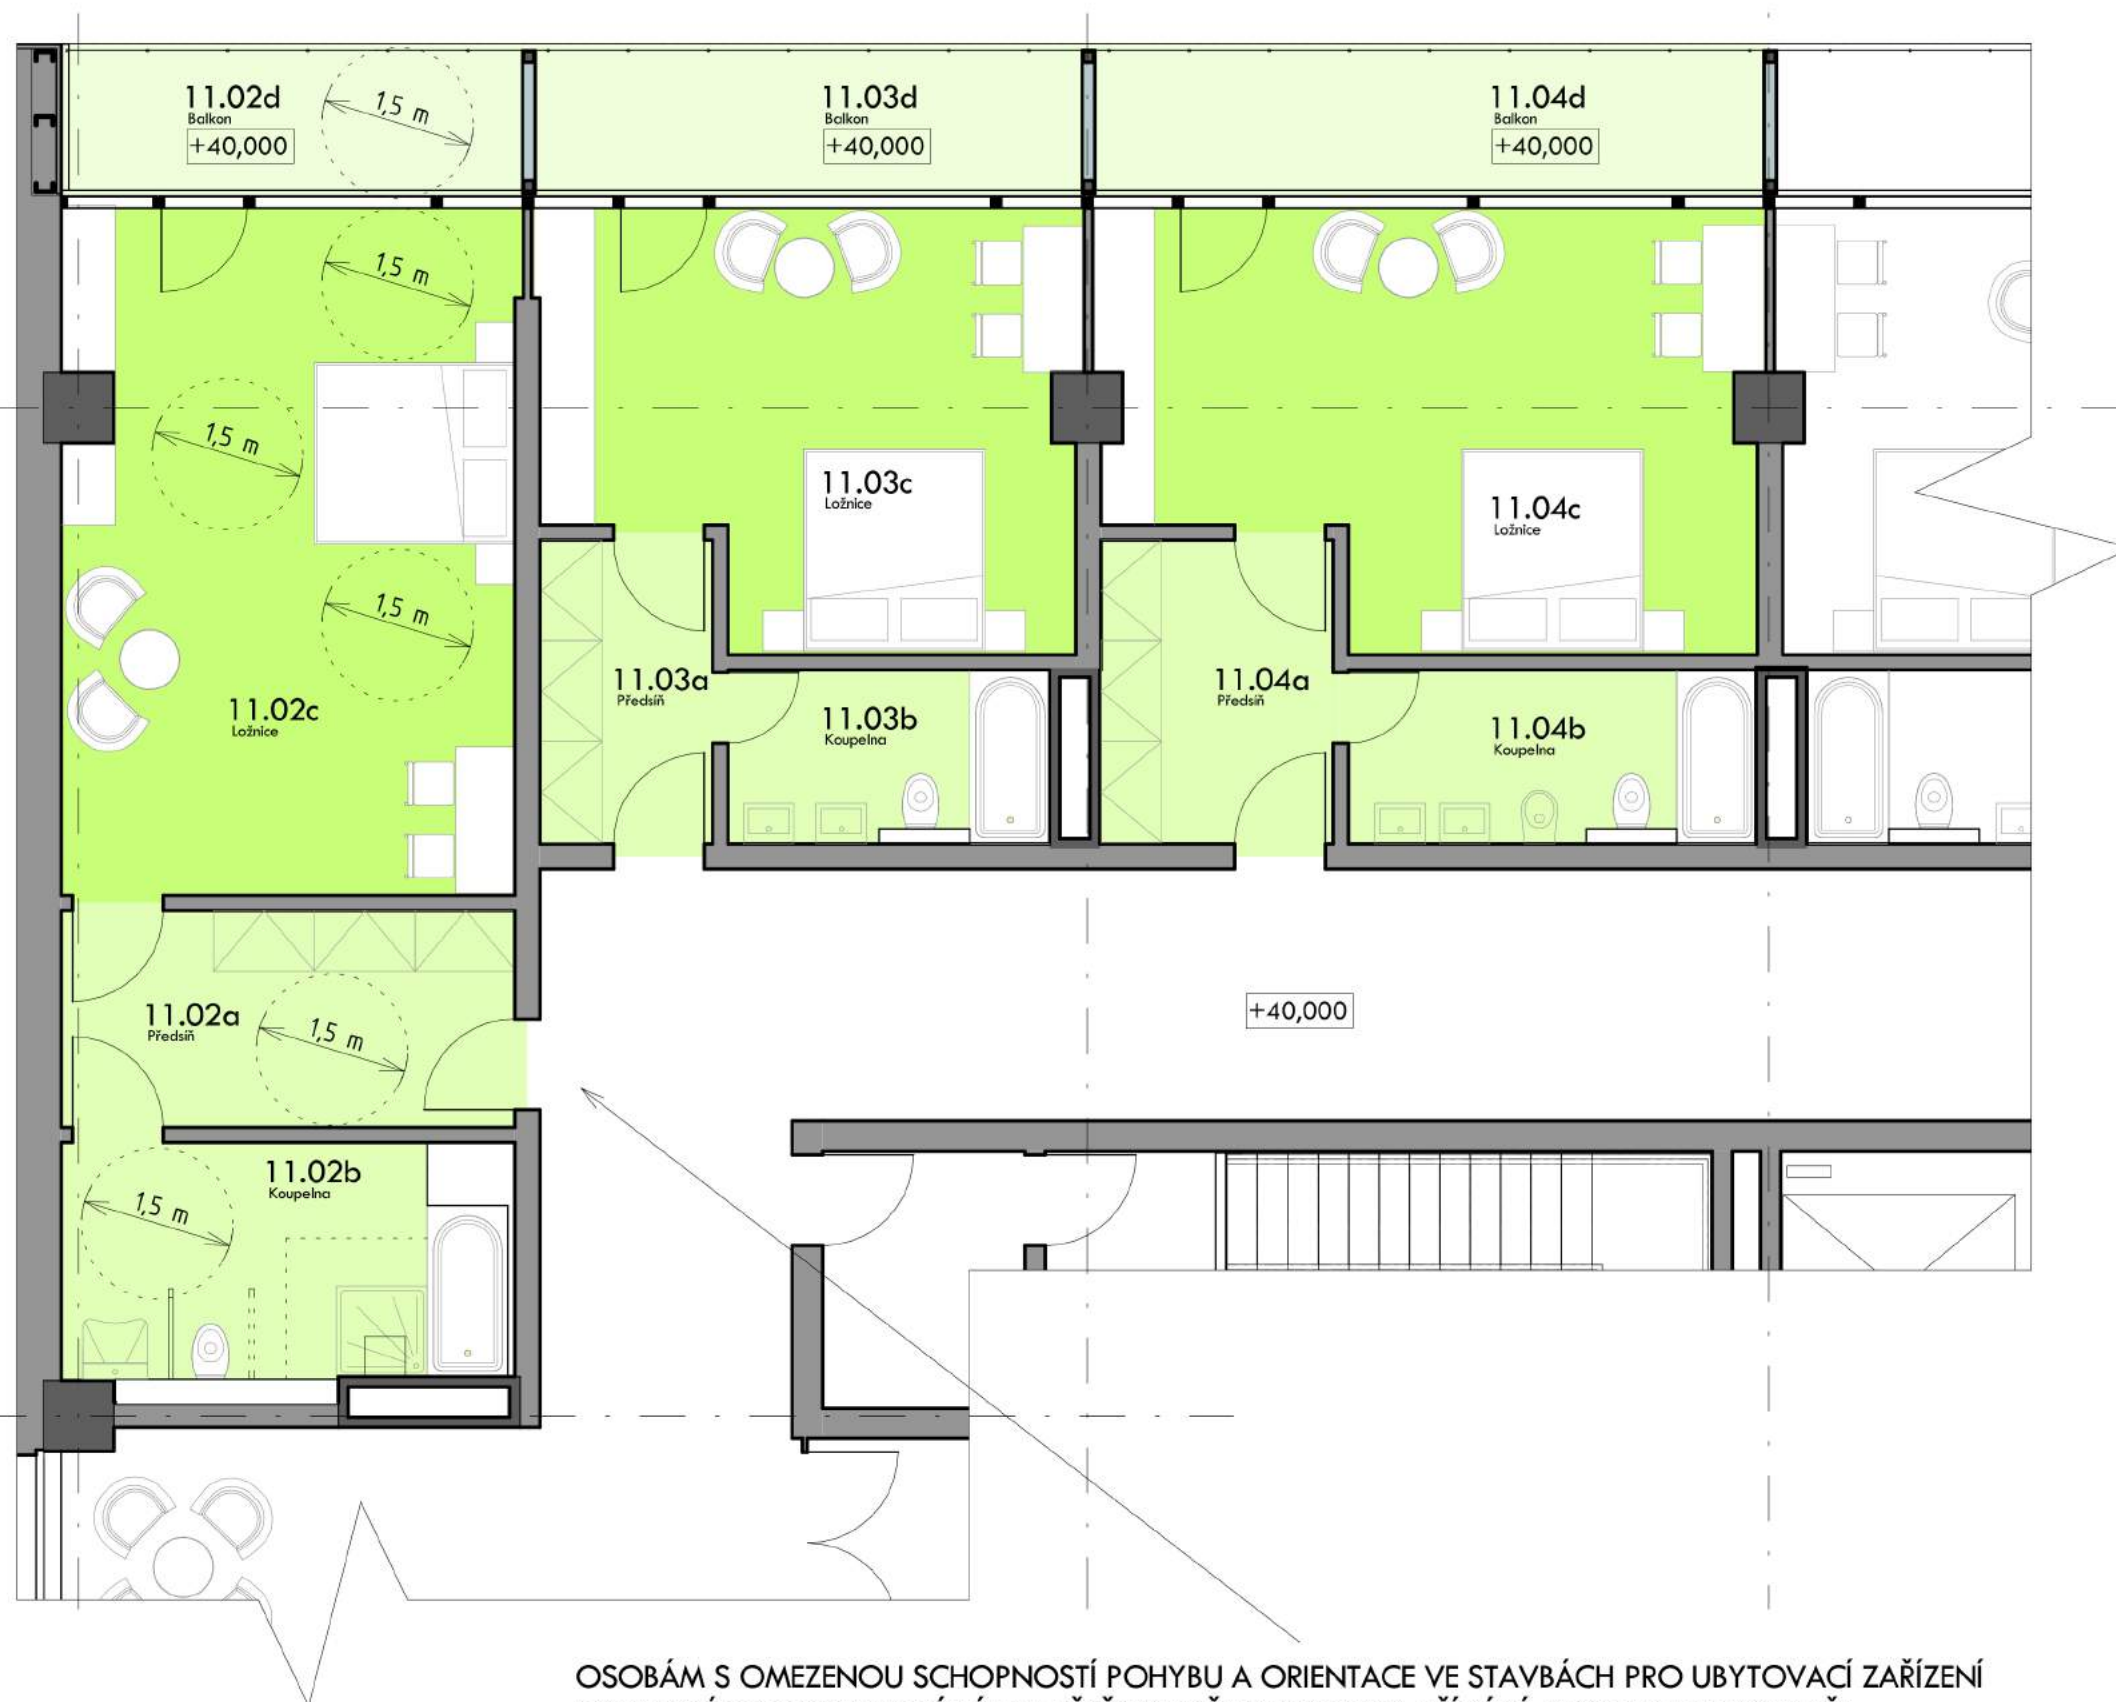 11.02d
Balkon
+40,000
1,5 m
11.03d
Balkon
+40,000
11.04d
Balkon
+40,000
1,5 m
1,5 m
1,5 m
11.02c
Ložnice
11.03c
Ložnice
11.04c
Ložnice
11.03a
Předsíň
11.03b
Koupelna
11.04a
Předsíň
11.04b
Koupelna
11.02a
Předsíň
1,5 m
+40,000
11.02b
Koupelna
1,5 m
OSOBÁM S OMEZENOU SCHOPNOSTÍ POHYBU A ORIENTACE VE STAVBÁCH PRO UBYTOVACÍ ZAŘÍZENÍ